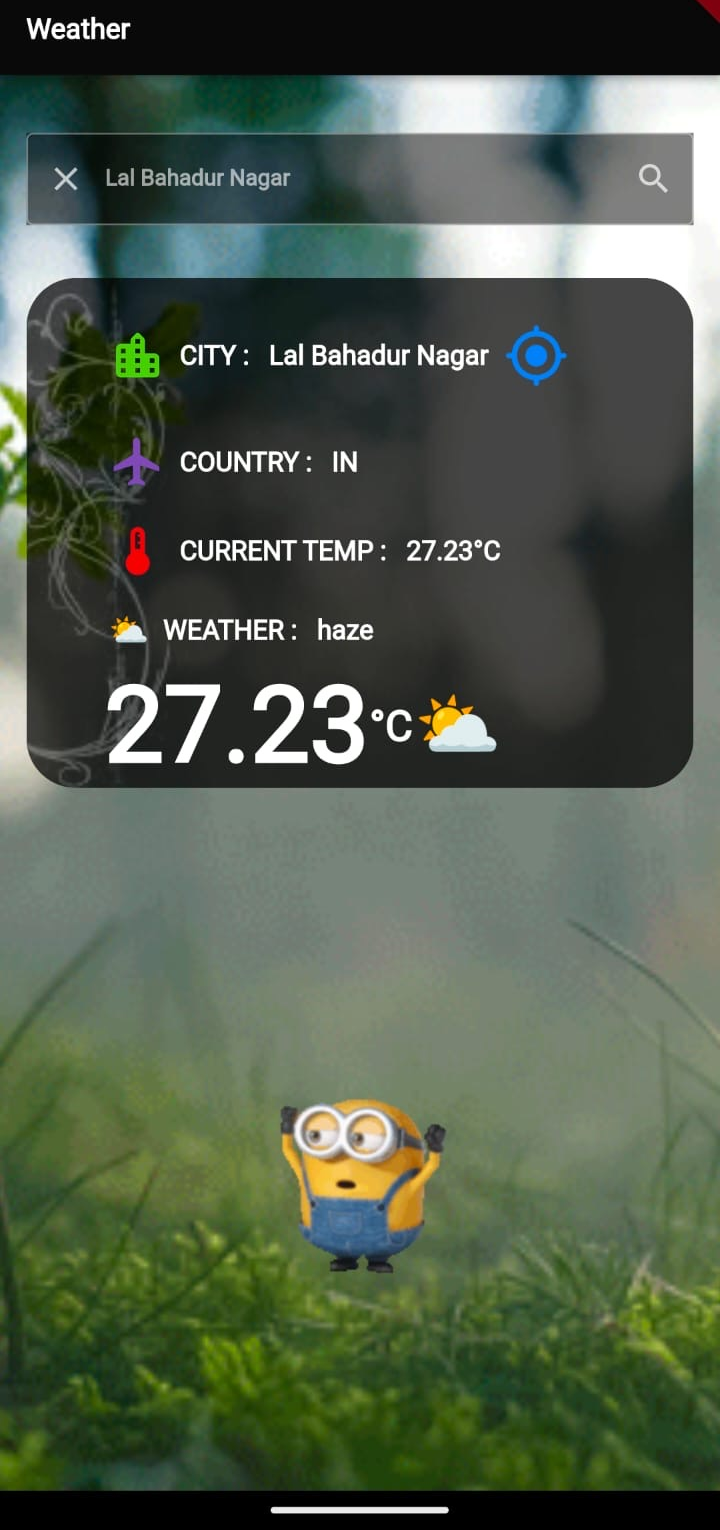 Weather
Lal Bahadur Nagar
CITY : Lal Bahadur Nagar
COUNTRY : IN
CURRENT TEMP : 27.23°C
WEATHER : haze
27.23°C